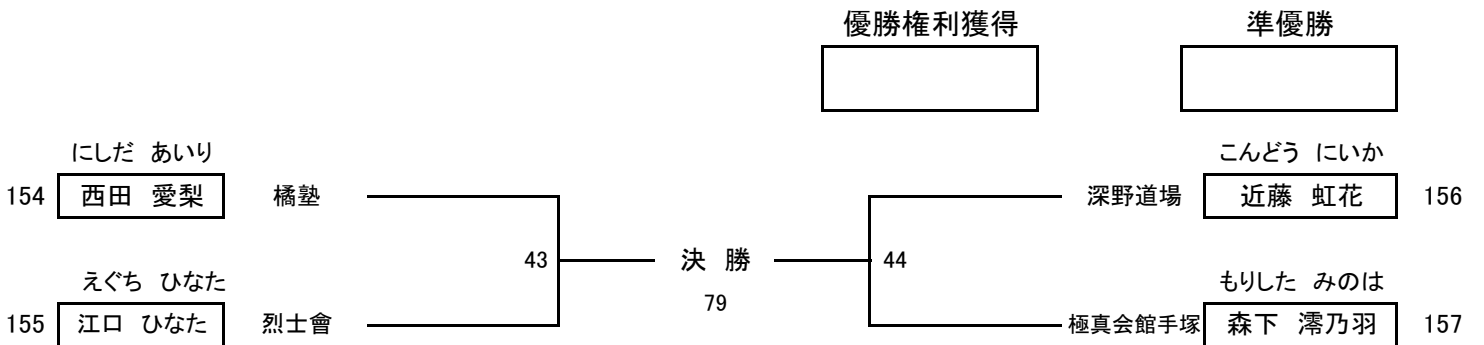 優勝権利獲得 準優勝
にしだ あいり こんどう にいか
154 西田 愛梨 橘塾 深野道場 近藤 虹花 156
43 決 勝 44
えぐち ひなた 79 もりした みのは
155 江口 ひなた 烈士會 極真会館手塚 森下 澪乃羽 157